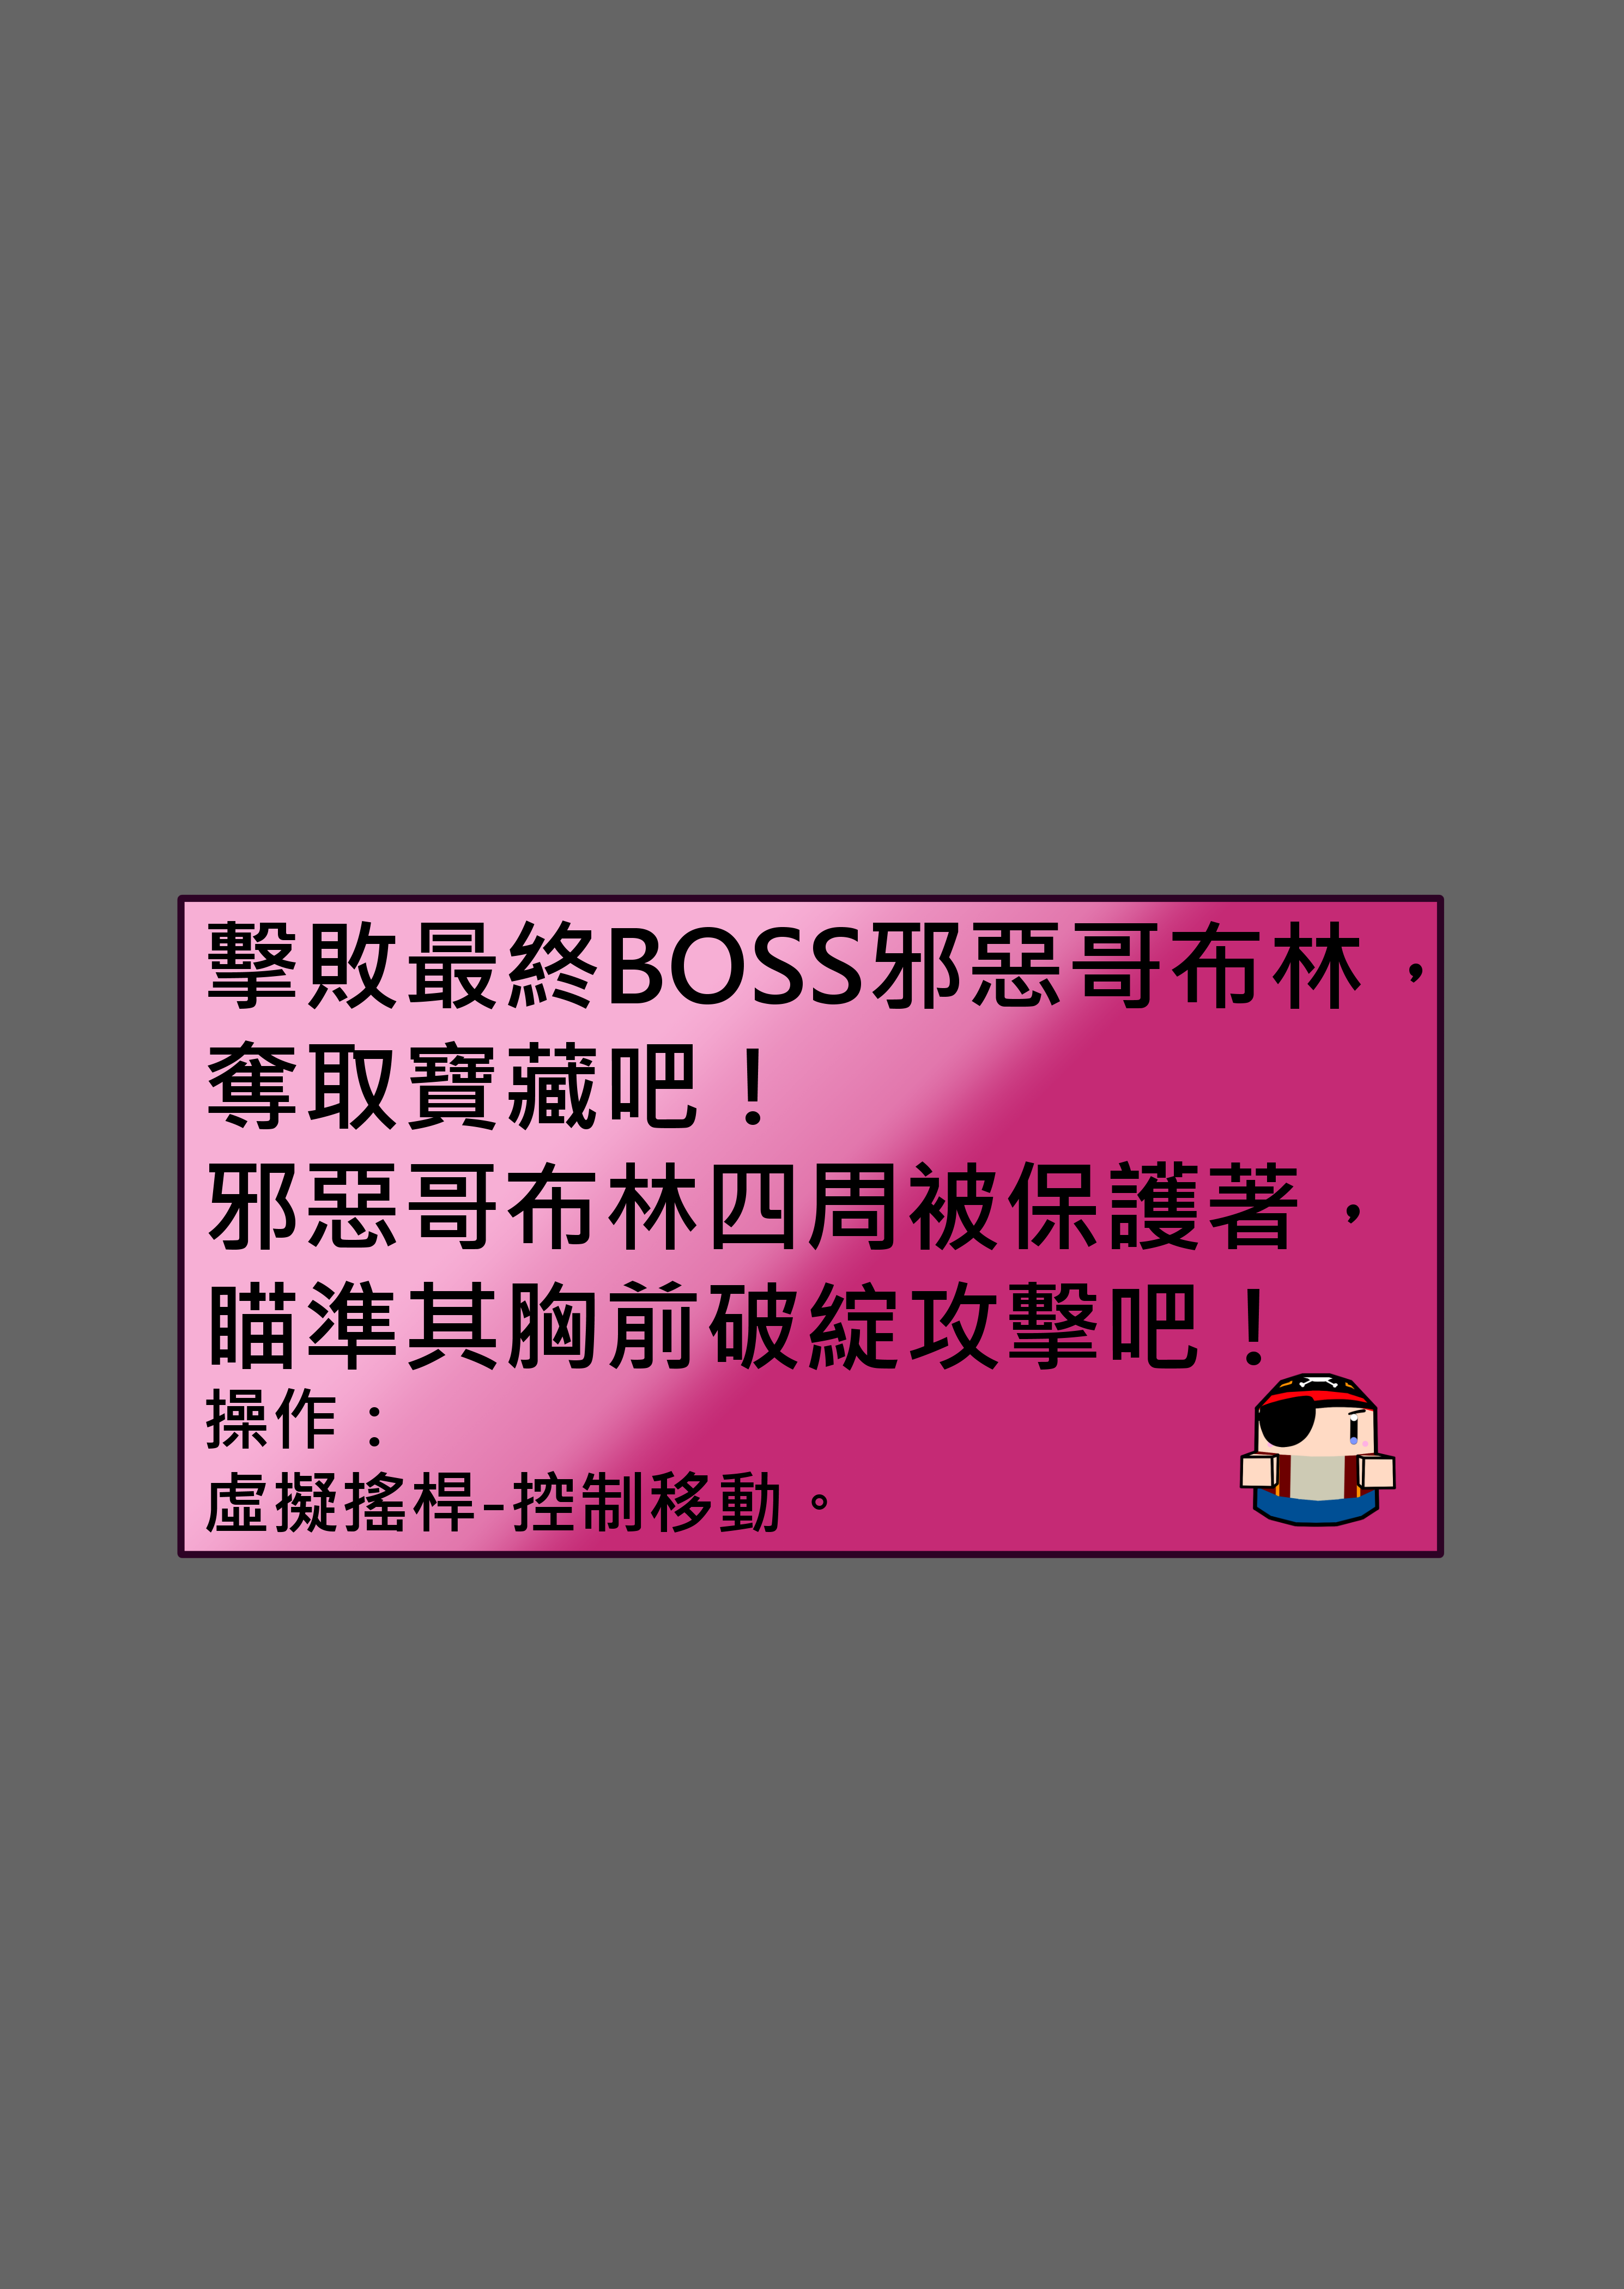 擊敗最終BOSS邪惡哥布林，
奪取寶藏吧！
邪惡哥布林四周被保護著，
瞄準其胸前破綻攻擊吧！
操作：
虛擬搖桿-控制移動。